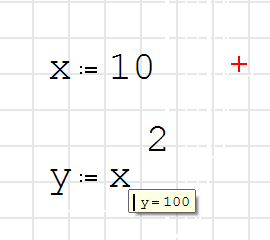 x := 10
y := x²
y=100